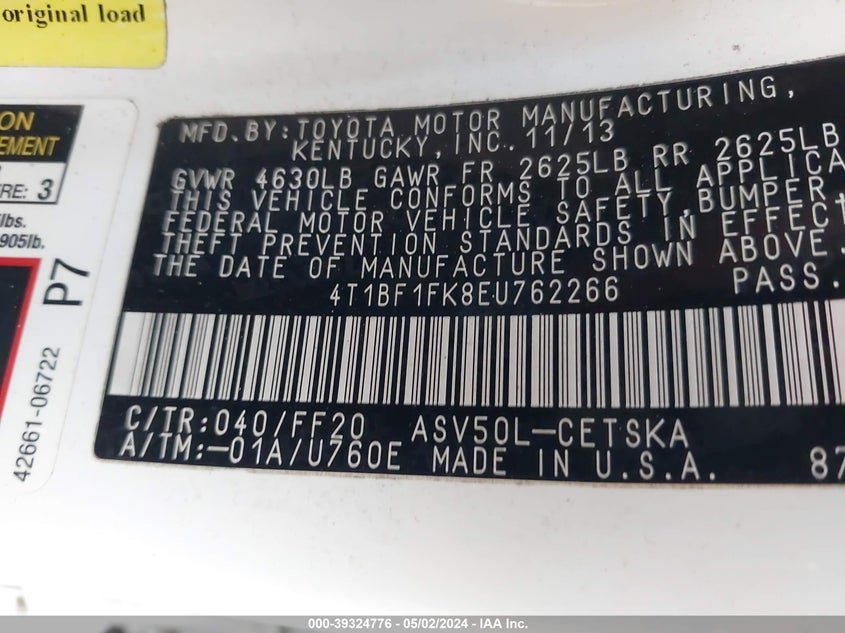 original load
ON
EMENT
RE: 3
lbs.
905lb.
P7
42661-06722
MFD. BY: TOYOTA MOTOR MANUFACTURING,
KENTUCKY, INC. 11/13
GVWR 4630LB GAWR FR 2625LB RR 2625LB
THIS VEHICLE CONFORMS TO ALL APPLICA
FEDERAL MOTOR VEHICLE SAFETY, BUMPER,
THEFT PREVENTION STANDARDS IN EFFECT
THE DATE OF MANUFACTURE SHOWN ABOVE.
4T1BF1FK8EU762266 PASS.
C/TR: 040/FF20 ASV50L-CETSKA
A/TM: -01A/U760E MADE IN U.S.A. 87
000-39324776 - 05/02/2024 - IAA Inc.